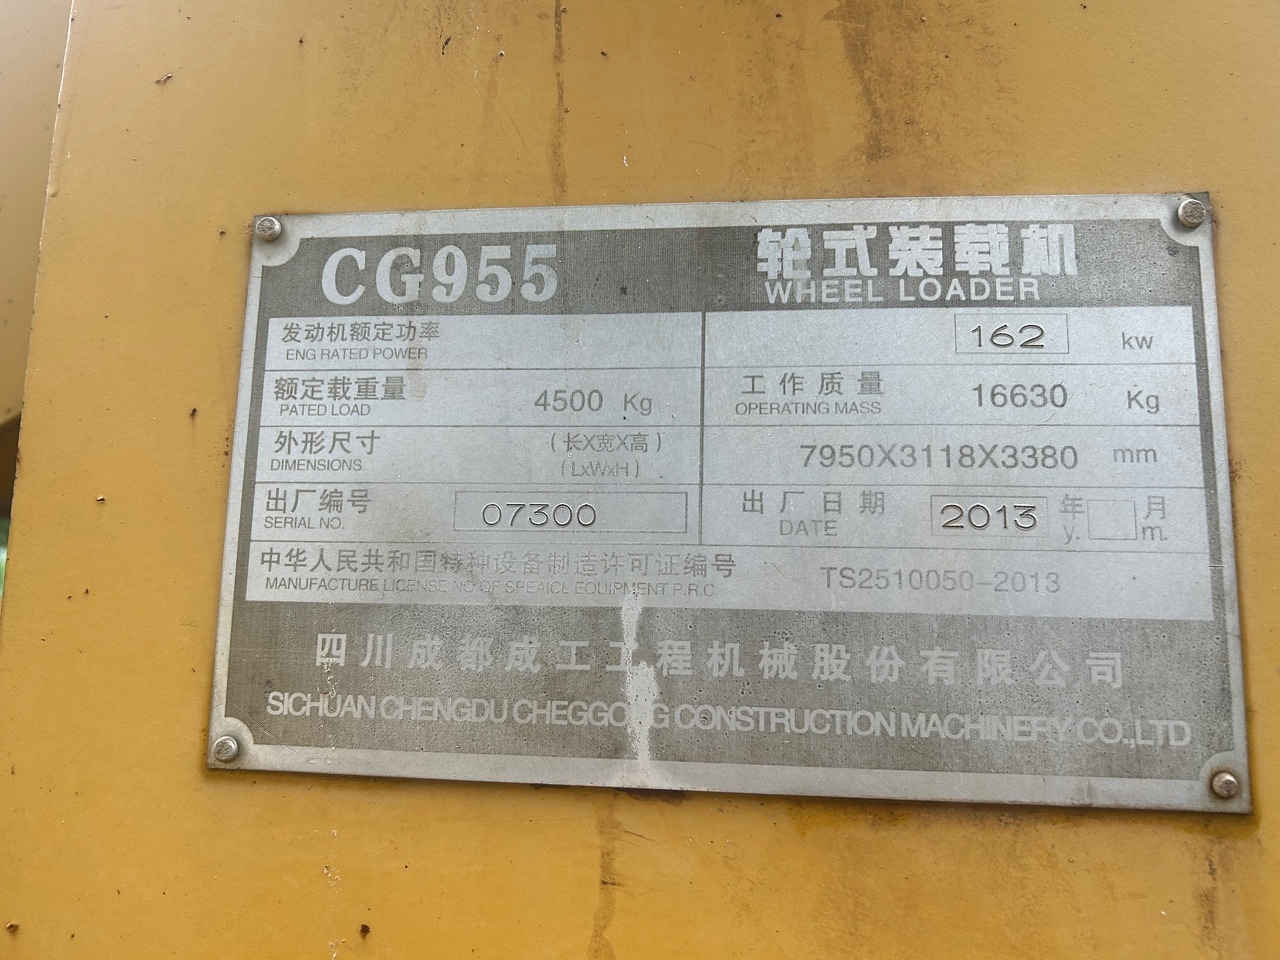 CG955 轮式装载机
WHEEL LOADER
发动机额定功率 162 kw
ENG RATED POWER
额定载重量 4500 Kg 工作质量 16630 Kg
PATED LOAD OPERATING MASS
外形尺寸 (长X宽X高) 7950X3118X3380 mm
DIMENSIONS (LxWxH)
出厂编号 07300 出厂日期 2013 年 月
SERIAL NO. DATE y. m.
中华人民共和国特种设备制造许可证编号 TS2510050-2013
MANUFACTURE LICENSE NO OF SPEAICL EQUIPMENT P.R.C
四川成都成工工程机械股份有限公司
SICHUAN CHENGDU CHEGGONG CONSTRUCTION MACHINERY CO.,LTD